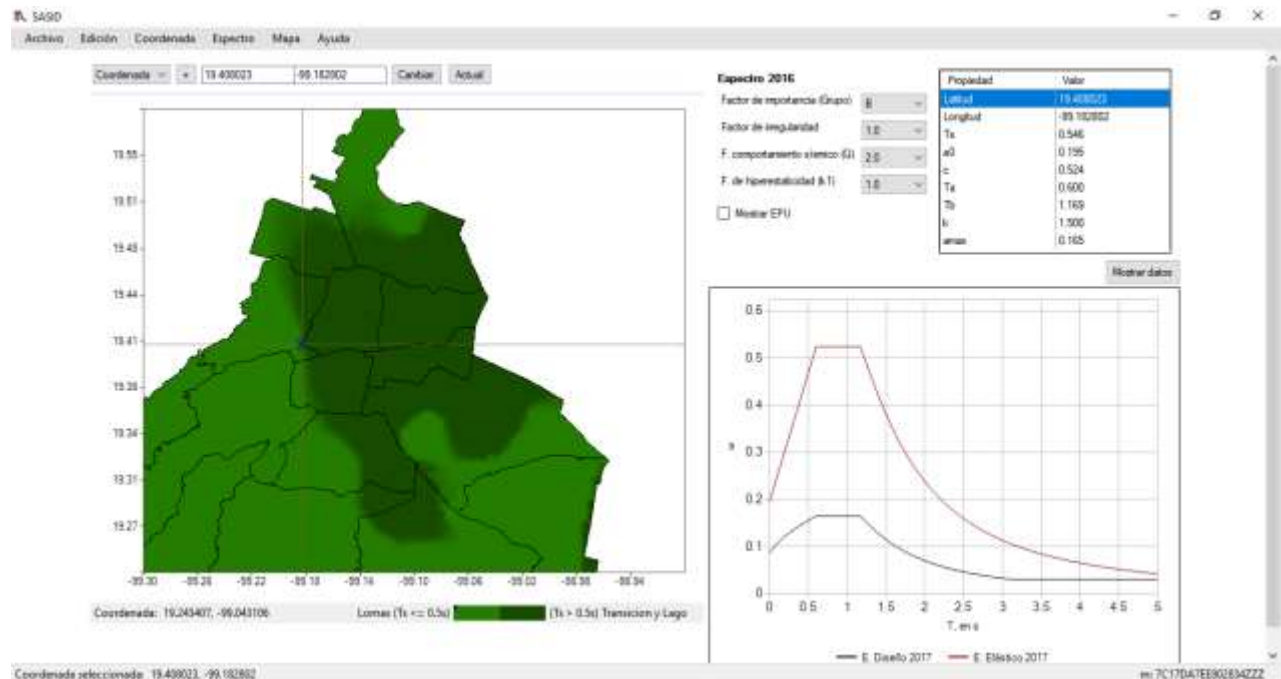 SASID
Archivo Edición Coordenada Espectro Mapa Ayuda
Coordenada + 19.408023 -99.182802 Cambiar Actual
Espectro 2016
Factor de importancia (Grupo) B
Factor de irregularidad 1.0
F. comportamiento sísmico (Q) 2.0
F. de hiperestaticidad (k1) 1.0
Mostrar EPU
Propiedad Valor
Latitud 19.408023
Longitud -99.182802
Ts 0.546
a0 0.195
c 0.524
Ta 0.600
Tb 1.169
k 1.500
amax 0.165
Mostrar datos
19.55
19.51
19.48
19.44
19.41
19.38
19.34
19.31
19.27
-99.30 -99.26 -99.22 -99.18 -99.14 -99.10 -99.06 -99.02 -98.98 -98.94
Coordenada: 19.243407, -99.043106 Lomas (Ts <= 0.5s) (Ts > 0.5s) Transicion y Lago
0.6
0.5
0.4
a 0.3
0.2
0.1
0
0 0.5 1 1.5 2 2.5 3 3.5 4 4.5 5
T, en s
E. Diseño 2017 E. Elástico 2017
Coordenada seleccionada: 19.408023, -99.182802